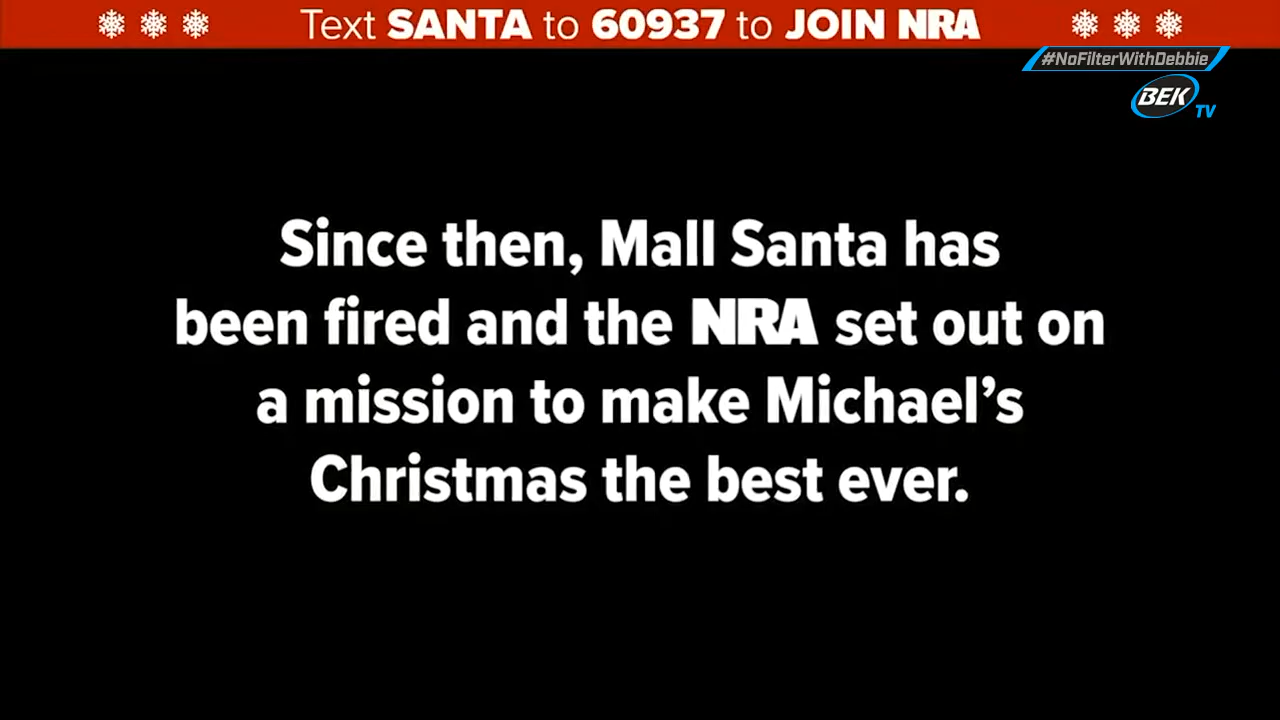 Text SANTA to 60937 to JOIN NRA
#NoFilterWithDebbie
BEK TV
Since then, Mall Santa has
been fired and the NRA set out on
a mission to make Michael’s
Christmas the best ever.